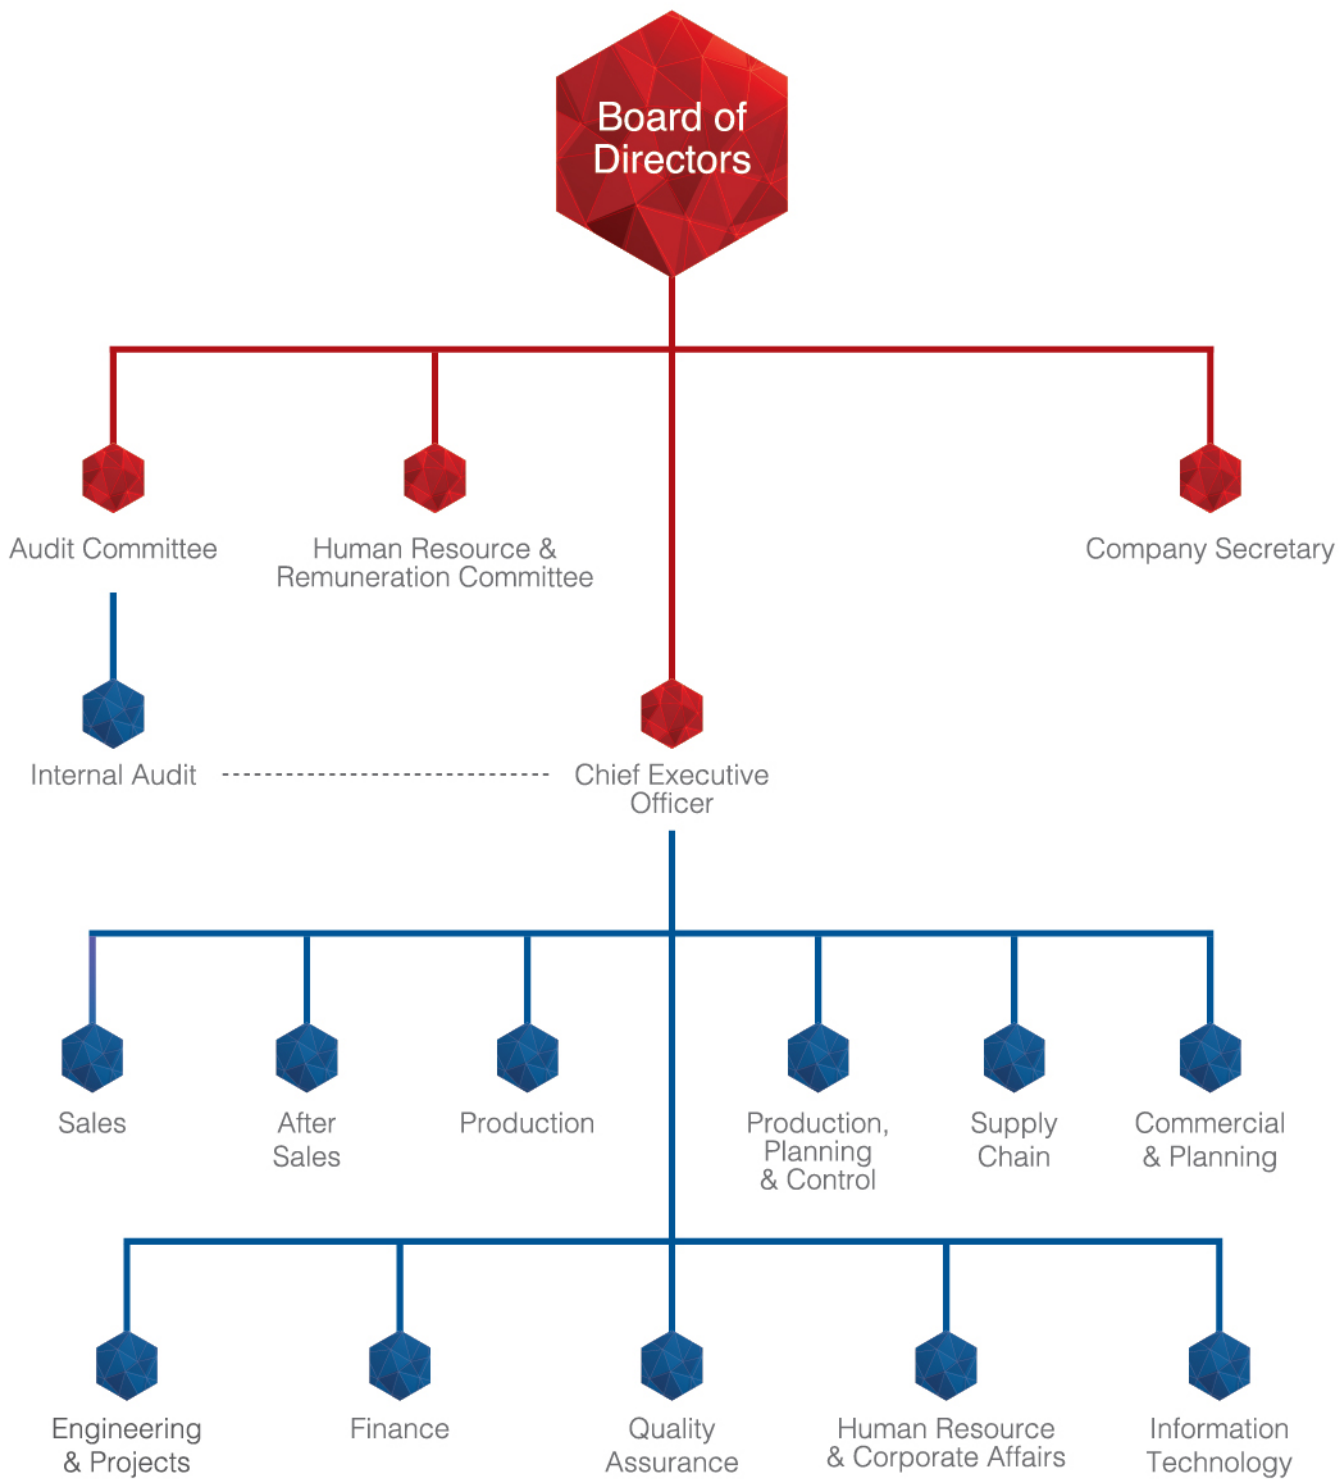 Board of
Directors
Audit Committee
Human Resource &
Remuneration Committee
Company Secretary
Internal Audit
Chief Executive
Officer
Sales
After
Sales
Production
Production,
Planning
& Control
Supply
Chain
Commercial
& Planning
Engineering
& Projects
Finance
Quality
Assurance
Human Resource
& Corporate Affairs
Information
Technology